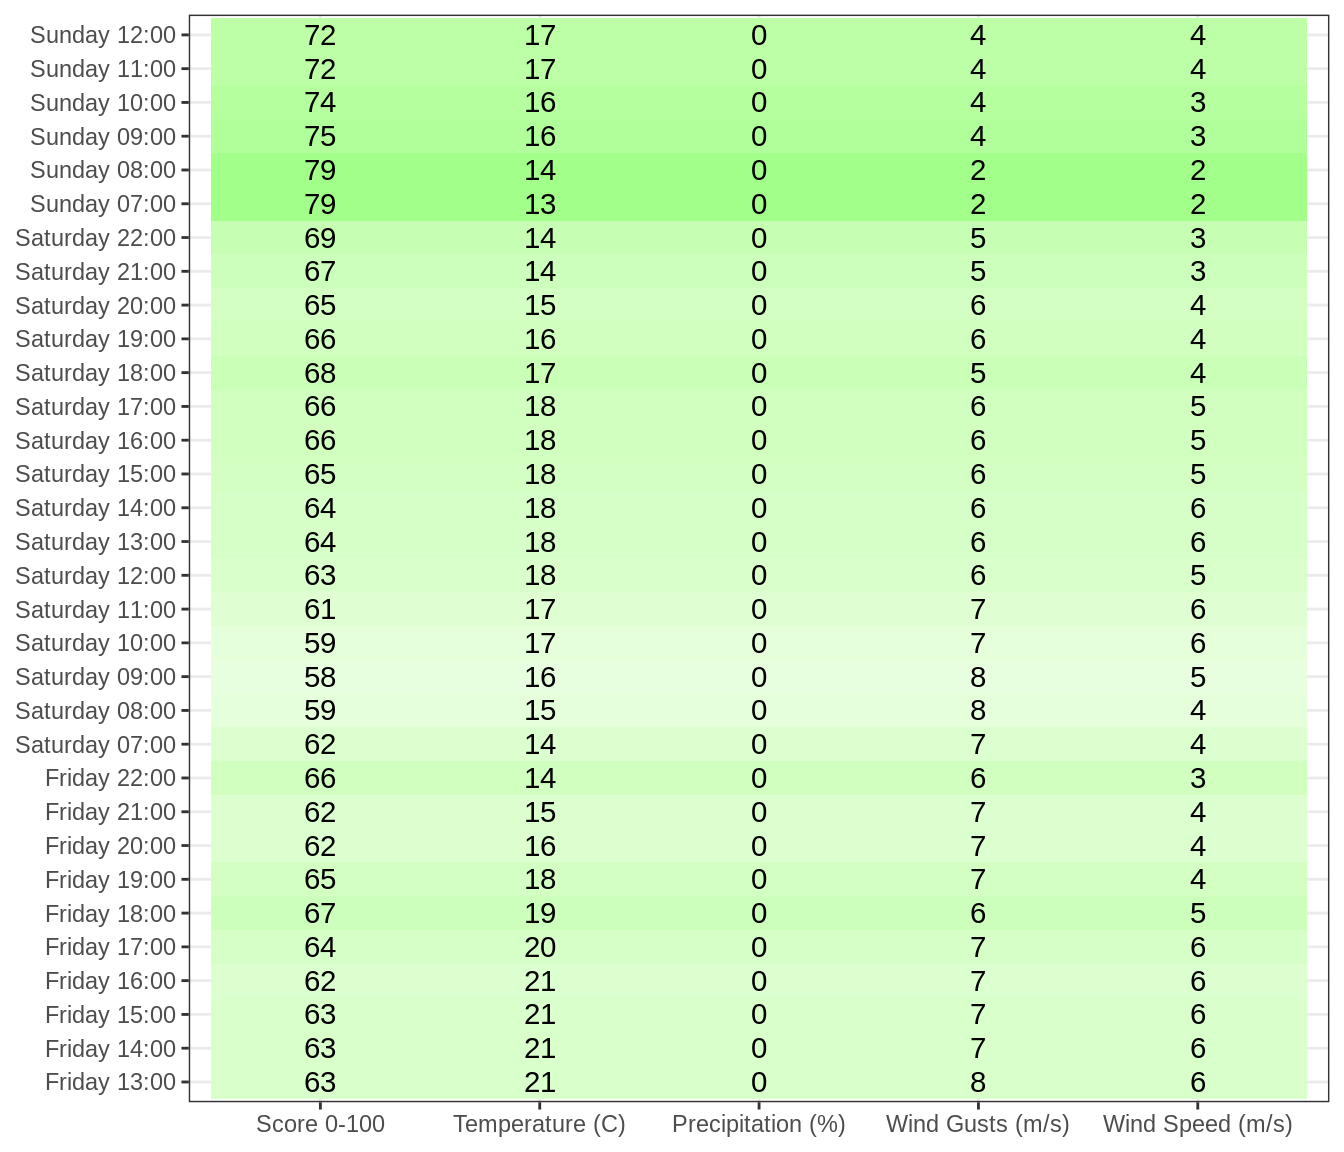 Sunday 12:00 72 17 0 4 4
Sunday 11:00 72 17 0 4 4
Sunday 10:00 74 16 0 4 3
Sunday 09:00 75 16 0 4 3
Sunday 08:00 79 14 0 2 2
Sunday 07:00 79 13 0 2 2
Saturday 22:00 69 14 0 5 3
Saturday 21:00 67 14 0 5 3
Saturday 20:00 65 15 0 6 4
Saturday 19:00 66 16 0 6 4
Saturday 18:00 68 17 0 5 4
Saturday 17:00 66 18 0 6 5
Saturday 16:00 66 18 0 6 5
Saturday 15:00 65 18 0 6 5
Saturday 14:00 64 18 0 6 6
Saturday 13:00 64 18 0 6 6
Saturday 12:00 63 18 0 6 5
Saturday 11:00 61 17 0 7 6
Saturday 10:00 59 17 0 7 6
Saturday 09:00 58 16 0 8 5
Saturday 08:00 59 15 0 8 4
Saturday 07:00 62 14 0 7 4
Friday 22:00 66 14 0 6 3
Friday 21:00 62 15 0 7 4
Friday 20:00 62 16 0 7 4
Friday 19:00 65 18 0 7 4
Friday 18:00 67 19 0 6 5
Friday 17:00 64 20 0 7 6
Friday 16:00 62 21 0 7 6
Friday 15:00 63 21 0 7 6
Friday 14:00 63 21 0 7 6
Friday 13:00 63 21 0 8 6
Score 0-100 Temperature (C) Precipitation (%) Wind Gusts (m/s) Wind Speed (m/s)